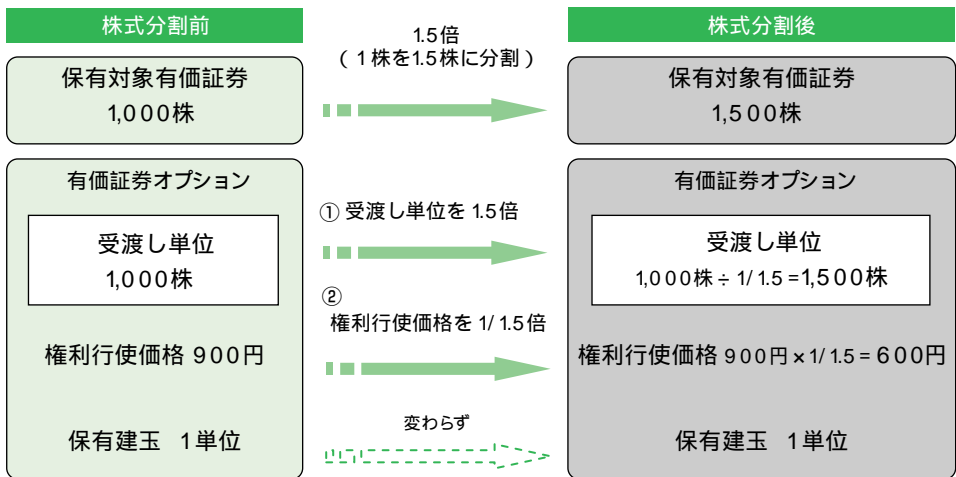 株式分割前
1.5倍
（１株を1.5株に分割）
株式分割後
保有対象有価証券
1,000株
保有対象有価証券
1,500株
有価証券オプション
受渡し単位
1,000株
権利行使価格 900円
保有建玉 1単位
① 受渡し単位を 1.5倍
②
権利行使価格を 1/1.5倍
変わらず
有価証券オプション
受渡し単位
1,000株÷1/1.5=1,500株
権利行使価格 900円×1/1.5=600円
保有建玉 1単位